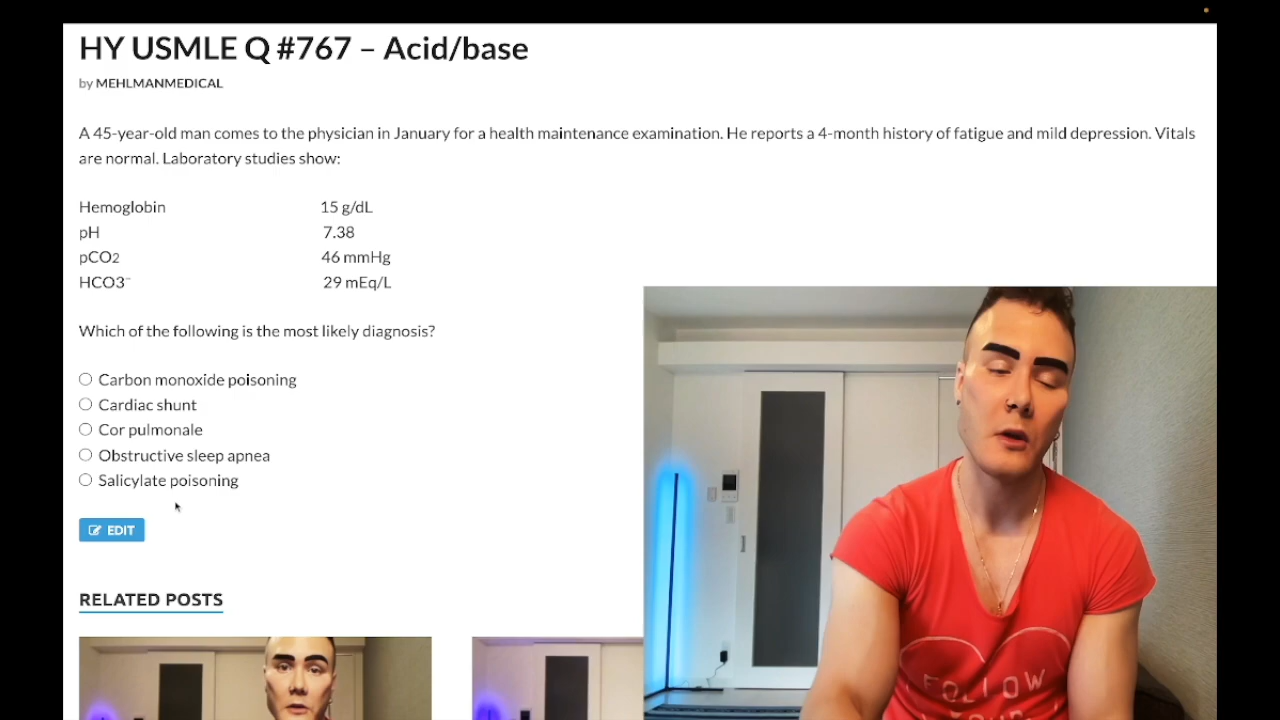 HY USMLE Q #767 – Acid/base
by MEHLMANMEDICAL
A 45-year-old man comes to the physician in January for a health maintenance examination. He reports a 4-month history of fatigue and mild depression. Vitals
are normal. Laboratory studies show:
Hemoglobin 15 g/dL
pH 7.38
pCO2 46 mmHg
HCO3⁻ 29 mEq/L
Which of the following is the most likely diagnosis?
Carbon monoxide poisoning
Cardiac shunt
Cor pulmonale
Obstructive sleep apnea
Salicylate poisoning
EDIT
RELATED POSTS
FOLLOW